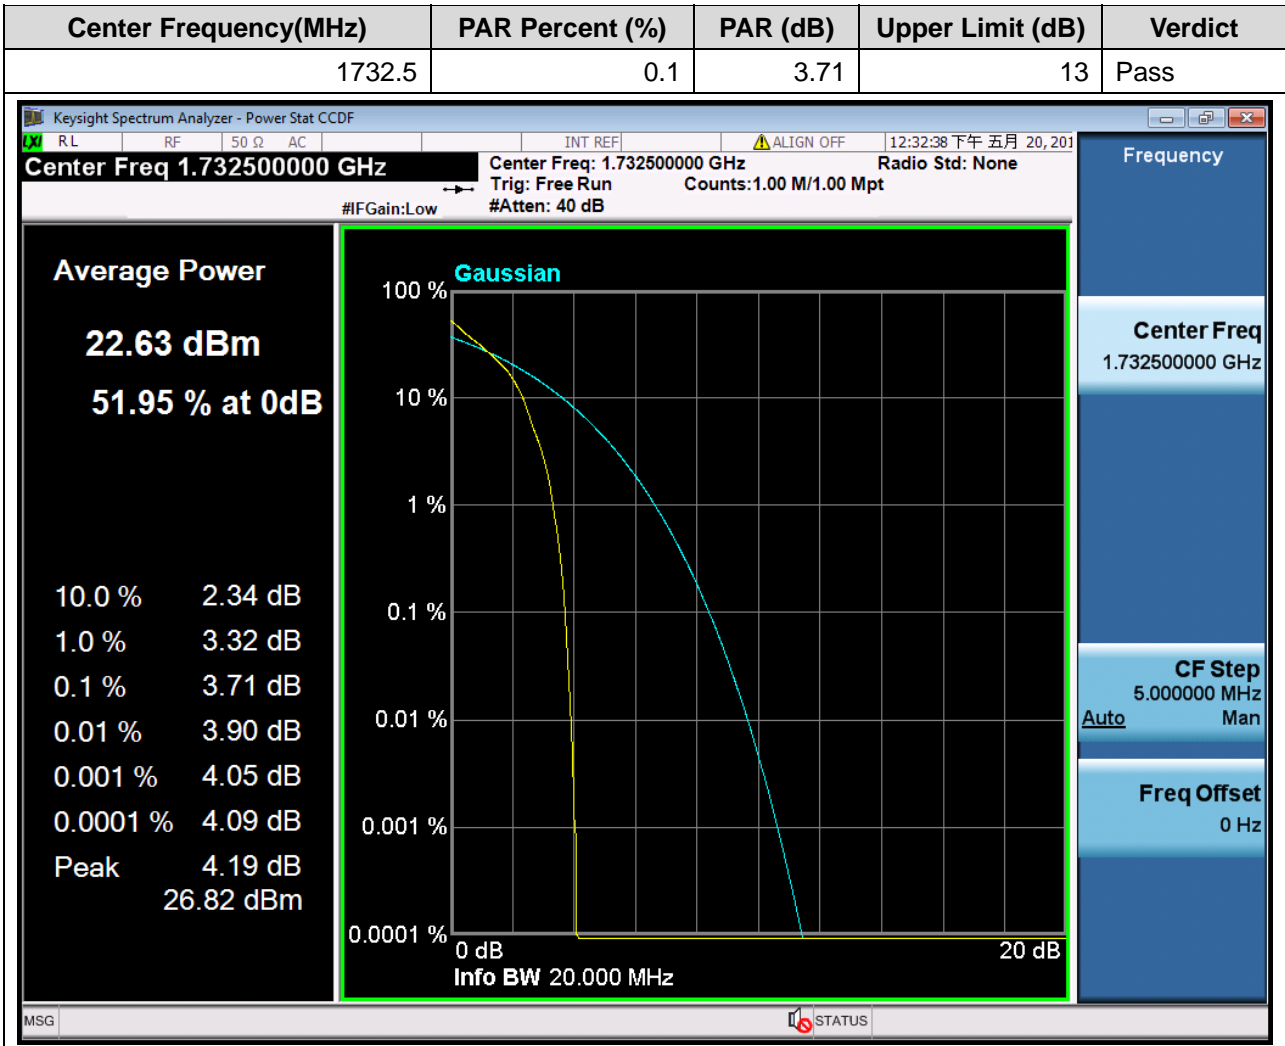 Center Frequency(MHz) PAR Percent (%) PAR (dB) Upper Limit (dB) Verdict
1732.5 0.1 3.71 13 Pass
Keysight Spectrum Analyzer - Power Stat CCDF
LXI RL RF 50 Ω AC INT REF ALIGN OFF 12:32:38 下午 五月 20, 201
Center Freq 1.732500000 GHz
Center Freq: 1.732500000 GHz Radio Std: None
Trig: Free Run Counts:1.00 M/1.00 Mpt
#IFGain:Low #Atten: 40 dB
Average Power
22.63 dBm
51.95 % at 0dB
10.0 % 2.34 dB
1.0 % 3.32 dB
0.1 % 3.71 dB
0.01 % 3.90 dB
0.001 % 4.05 dB
0.0001 % 4.09 dB
Peak 4.19 dB
26.82 dBm
Gaussian
100 %
10 %
1 %
0.1 %
0.01 %
0.001 %
0.0001 %
0 dB 20 dB
Info BW 20.000 MHz
Frequency
Center Freq
1.732500000 GHz
CF Step
5.000000 MHz
Auto Man
Freq Offset
0 Hz
MSG STATUS